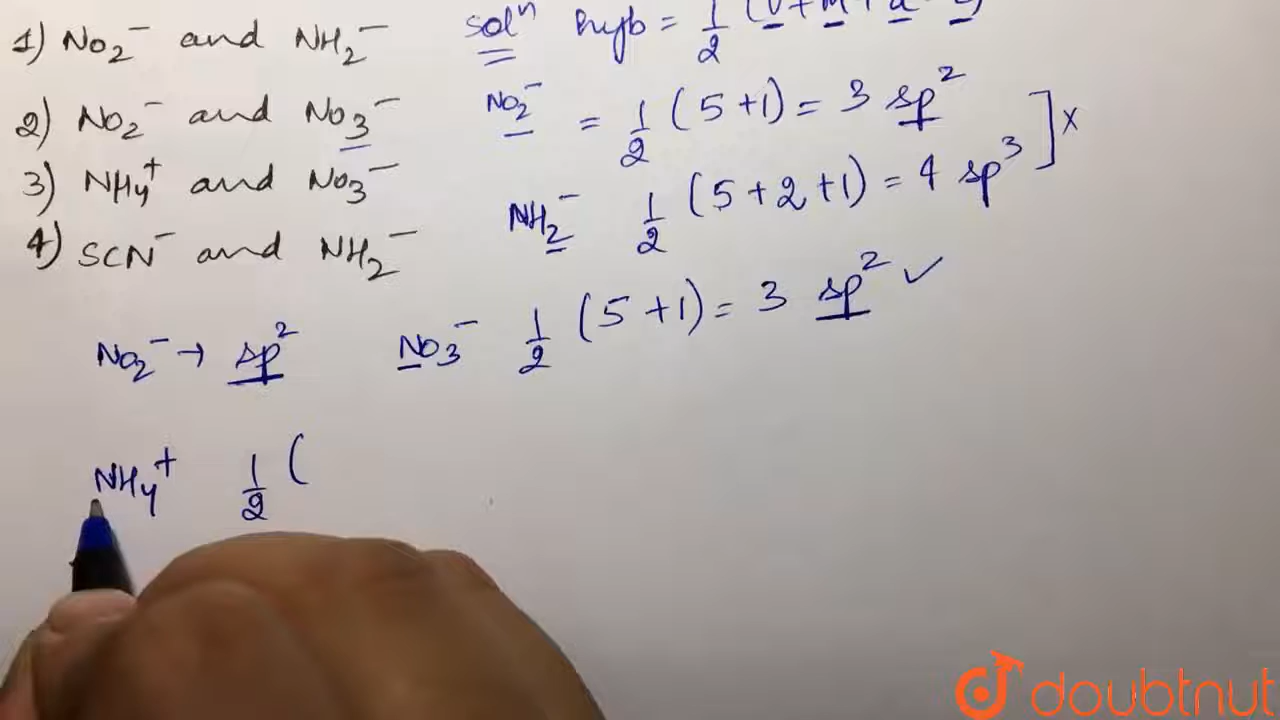 1) NO₂⁻ and NH₂⁻
solⁿ hyb = 1/2 (V+M+a-c)
2) NO₂⁻ and NO₃⁻
NO₂⁻ = 1/2 (5+1) = 3 sp²
3) NH₄⁺ and NO₃⁻
NH₂⁻ 1/2 (5+2+1) = 4 sp³ ] x
4) SCN⁻ and NH₂⁻
NO₂⁻ → sp² NO₃⁻ 1/2 (5+1) = 3 sp² ✓
NH₄⁺ 1/2 (
doubtnut